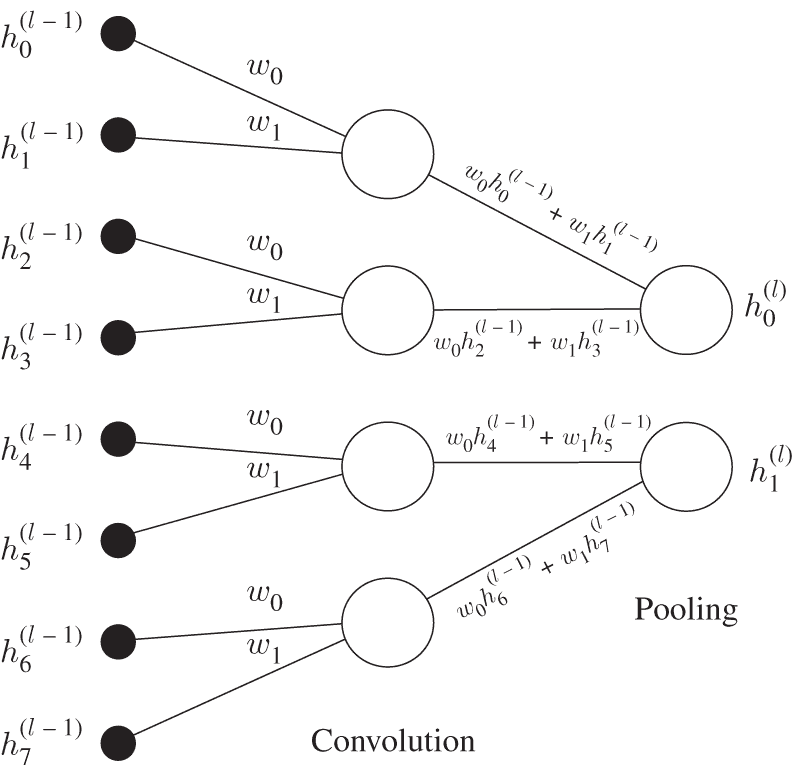 h_0^{(l-1)}
w_0
h_1^{(l-1)}
w_1
w_0h_0^{(l-1)} + w_1h_1^{(l-1)}
h_2^{(l-1)}
w_0
h_3^{(l-1)}
w_1
w_0h_2^{(l-1)} + w_1h_3^{(l-1)}
h_0^{(l)}
h_4^{(l-1)}
w_0
h_5^{(l-1)}
w_1
w_0h_4^{(l-1)} + w_1h_5^{(l-1)}
h_1^{(l)}
h_6^{(l-1)}
w_0
h_7^{(l-1)}
w_1
w_0h_6^{(l-1)} + w_1h_7^{(l-1)}
Pooling
Convolution